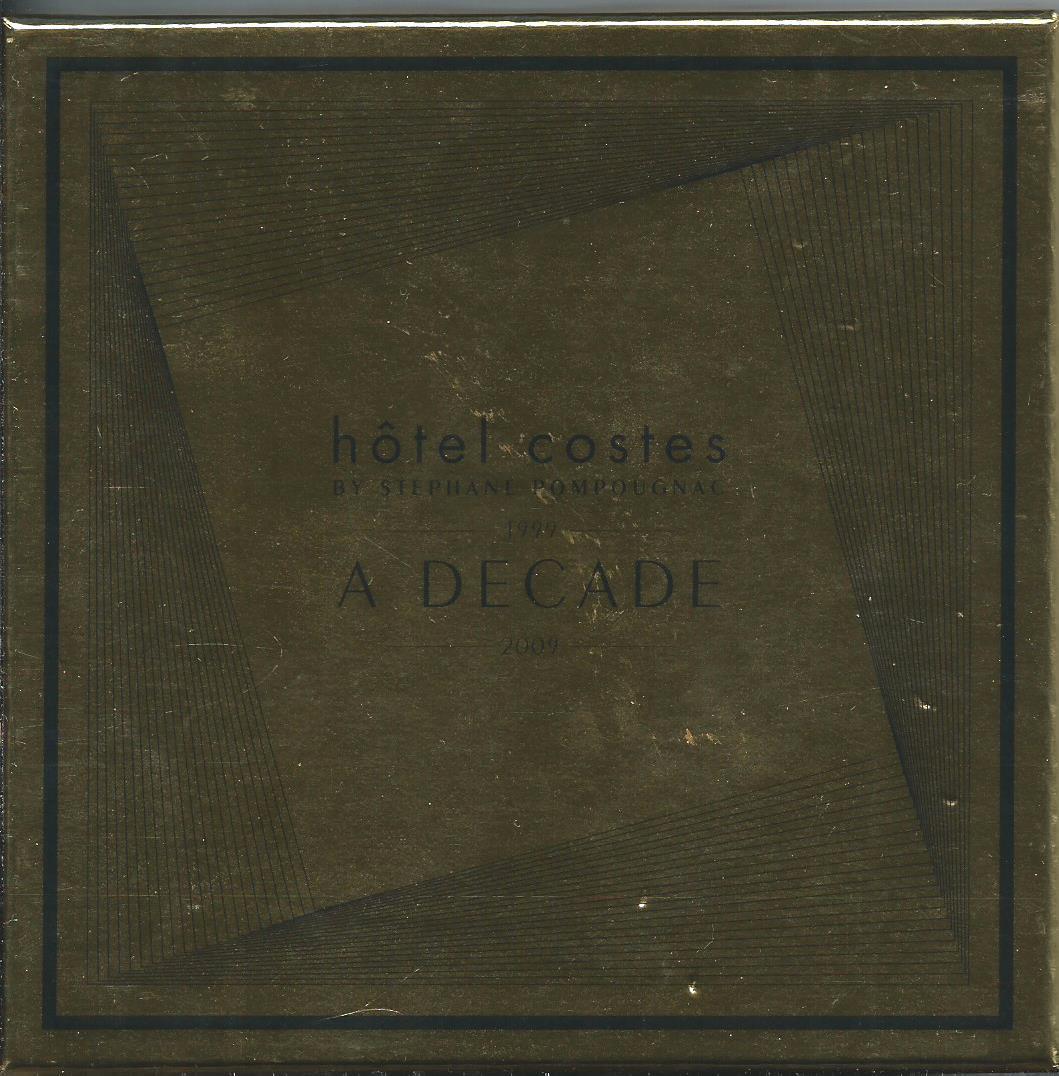 hôtel costes
BY STEPHANE POMPOUGNAC
1999
A DECADE
2009